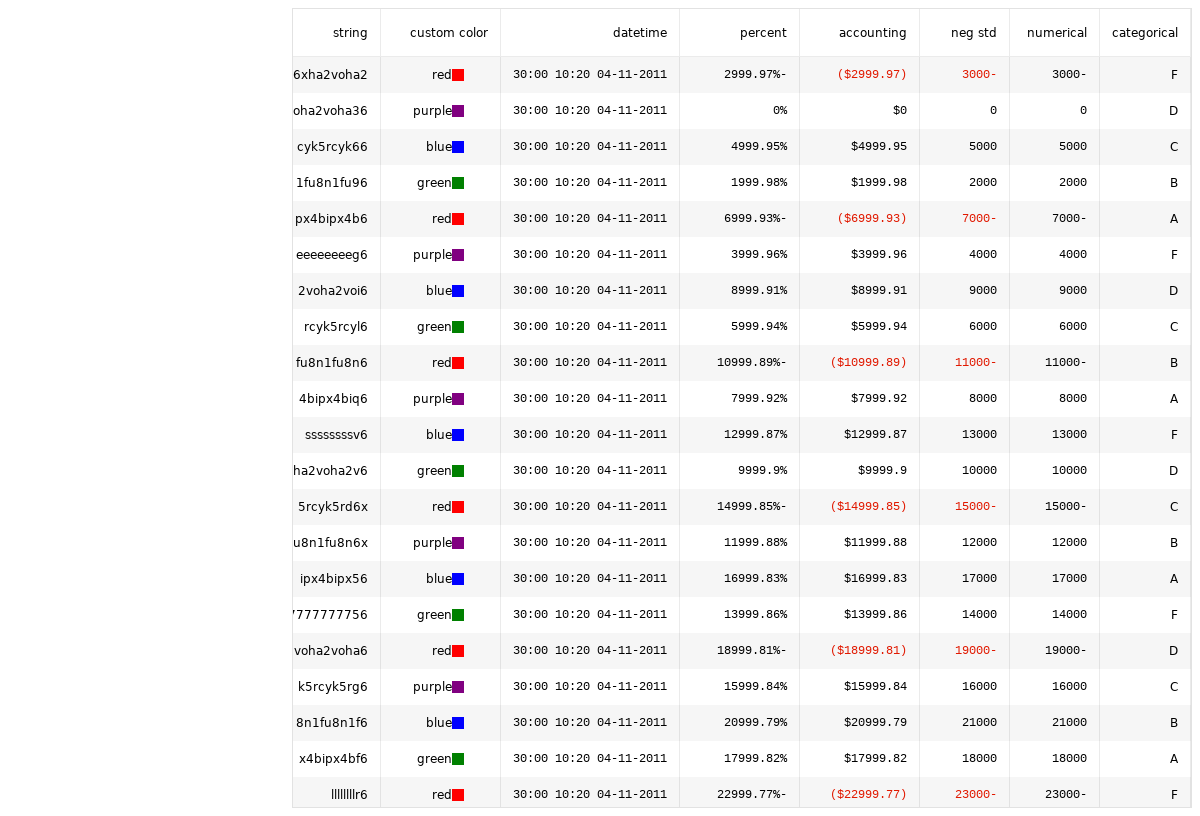 string custom color datetime percent accounting neg std numerical categorical
6xha2voha2 red 30:00 10:20 04-11-2011 2999.97%- ($2999.97) 3000- 3000- F
oha2voha36 purple 30:00 10:20 04-11-2011 0% $0 0 0 D
cyk5rcyk66 blue 30:00 10:20 04-11-2011 4999.95% $4999.95 5000 5000 C
1fu8n1fu96 green 30:00 10:20 04-11-2011 1999.98% $1999.98 2000 2000 B
px4bipx4b6 red 30:00 10:20 04-11-2011 6999.93%- ($6999.93) 7000- 7000- A
eeeeeeeeg6 purple 30:00 10:20 04-11-2011 3999.96% $3999.96 4000 4000 F
2voha2voi6 blue 30:00 10:20 04-11-2011 8999.91% $8999.91 9000 9000 D
rcyk5rcyl6 green 30:00 10:20 04-11-2011 5999.94% $5999.94 6000 6000 C
fu8n1fu8n6 red 30:00 10:20 04-11-2011 10999.89%- ($10999.89) 11000- 11000- B
4bipx4biq6 purple 30:00 10:20 04-11-2011 7999.92% $7999.92 8000 8000 A
ssssssssv6 blue 30:00 10:20 04-11-2011 12999.87% $12999.87 13000 13000 F
ha2voha2v6 green 30:00 10:20 04-11-2011 9999.9% $9999.9 10000 10000 D
5rcyk5rd6x red 30:00 10:20 04-11-2011 14999.85%- ($14999.85) 15000- 15000- C
u8n1fu8n6x purple 30:00 10:20 04-11-2011 11999.88% $11999.88 12000 12000 B
ipx4bipx56 blue 30:00 10:20 04-11-2011 16999.83% $16999.83 17000 17000 A
7777777756 green 30:00 10:20 04-11-2011 13999.86% $13999.86 14000 14000 F
voha2voha6 red 30:00 10:20 04-11-2011 18999.81%- ($18999.81) 19000- 19000- D
k5rcyk5rg6 purple 30:00 10:20 04-11-2011 15999.84% $15999.84 16000 16000 C
8n1fu8n1f6 blue 30:00 10:20 04-11-2011 20999.79% $20999.79 21000 21000 B
x4bipx4bf6 green 30:00 10:20 04-11-2011 17999.82% $17999.82 18000 18000 A
llllllllr6 red 30:00 10:20 04-11-2011 22999.77%- ($22999.77) 23000- 23000- F